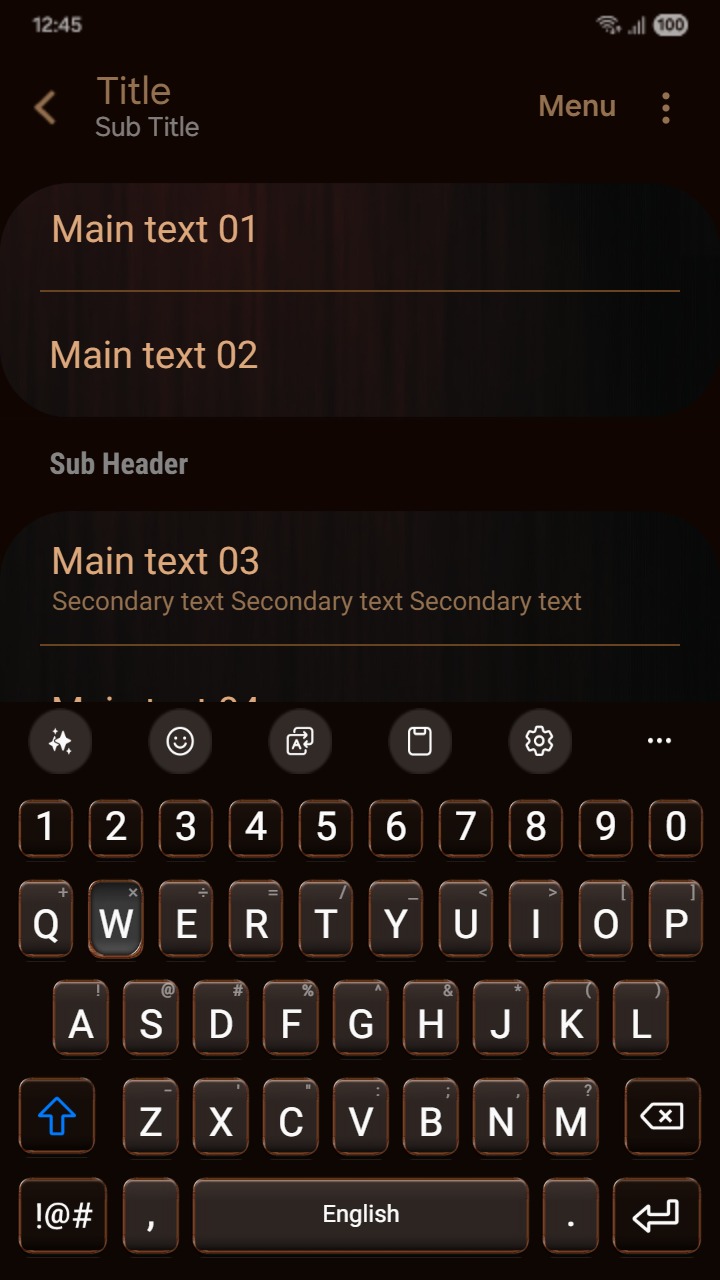 12:45
100
Title
Sub Title
Menu
Main text 01
Main text 02
Sub Header
Main text 03
Secondary text Secondary text Secondary text
1 2 3 4 5 6 7 8 9 0
+ × ÷ = / _ < > [ ]
Q W E R T Y U I O P
! @ # % ^ & * ( )
A S D F G H J K L
- ' " : ; , ?
Z X C V B N M
!@# , English .